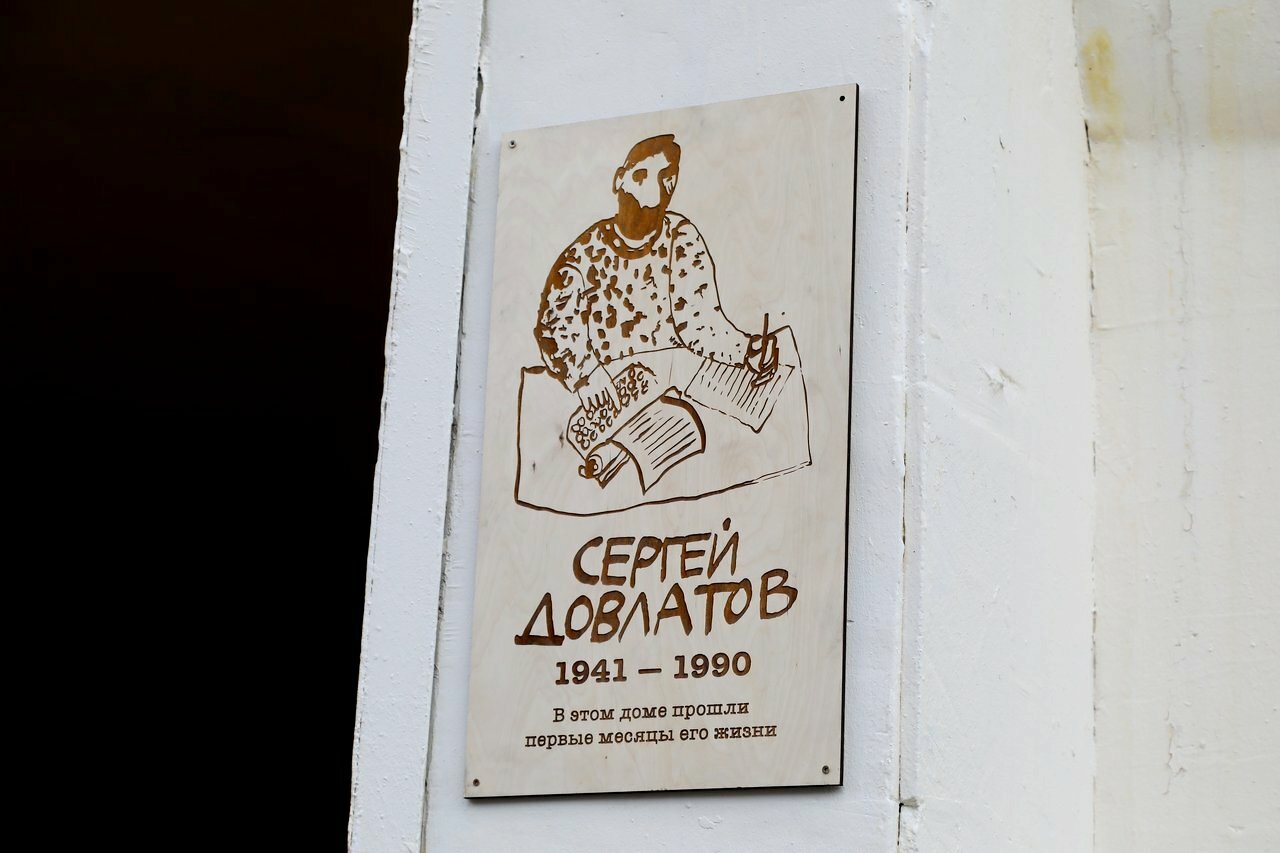 СЕРГЕЙ
ДОВЛАТОВ
1941 — 1990
В этом доме прошли
первые месяцы его жизни